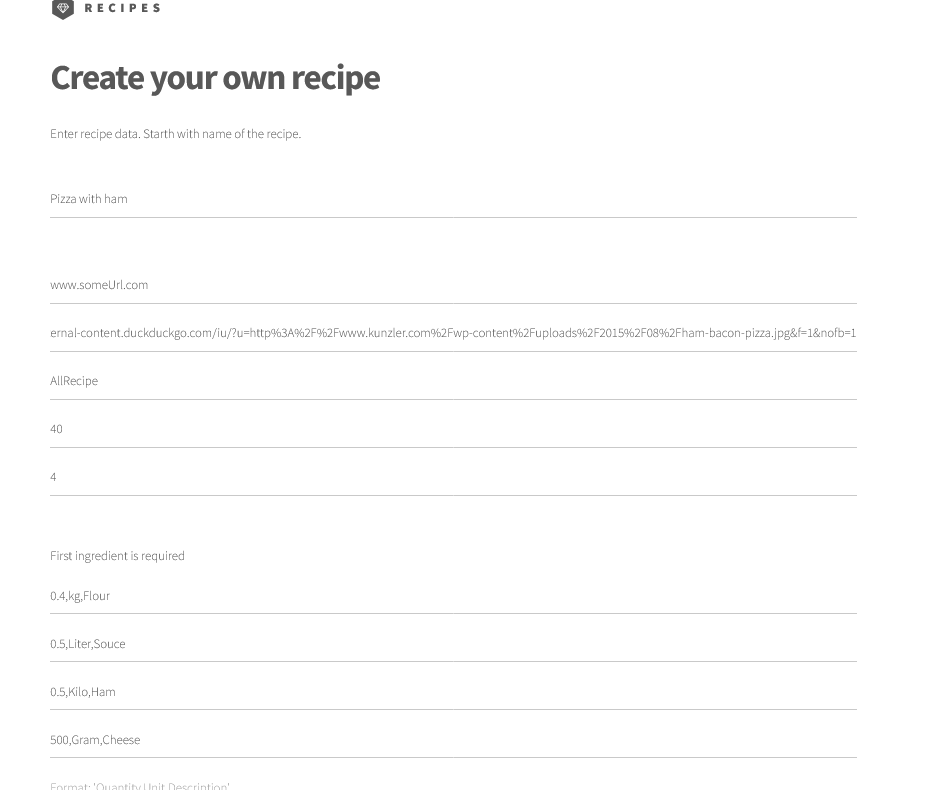 RECIPES
Create your own recipe
Enter recipe data. Starth with name of the recipe.
Pizza with ham
www.someUrl.com
ernal-content.duckduckgo.com/iu/?u=http%3A%2F%2Fwww.kunzler.com%2Fwp-content%2Fuploads%2F2015%2F08%2Fham-bacon-pizza.jpg&f=1&nofb=1
AllRecipe
40
4
First ingredient is required
0.4,kg,Flour
0.5,Liter,Souce
0.5,Kilo,Ham
500,Gram,Cheese
Format: 'Quantity,Unit,Description'